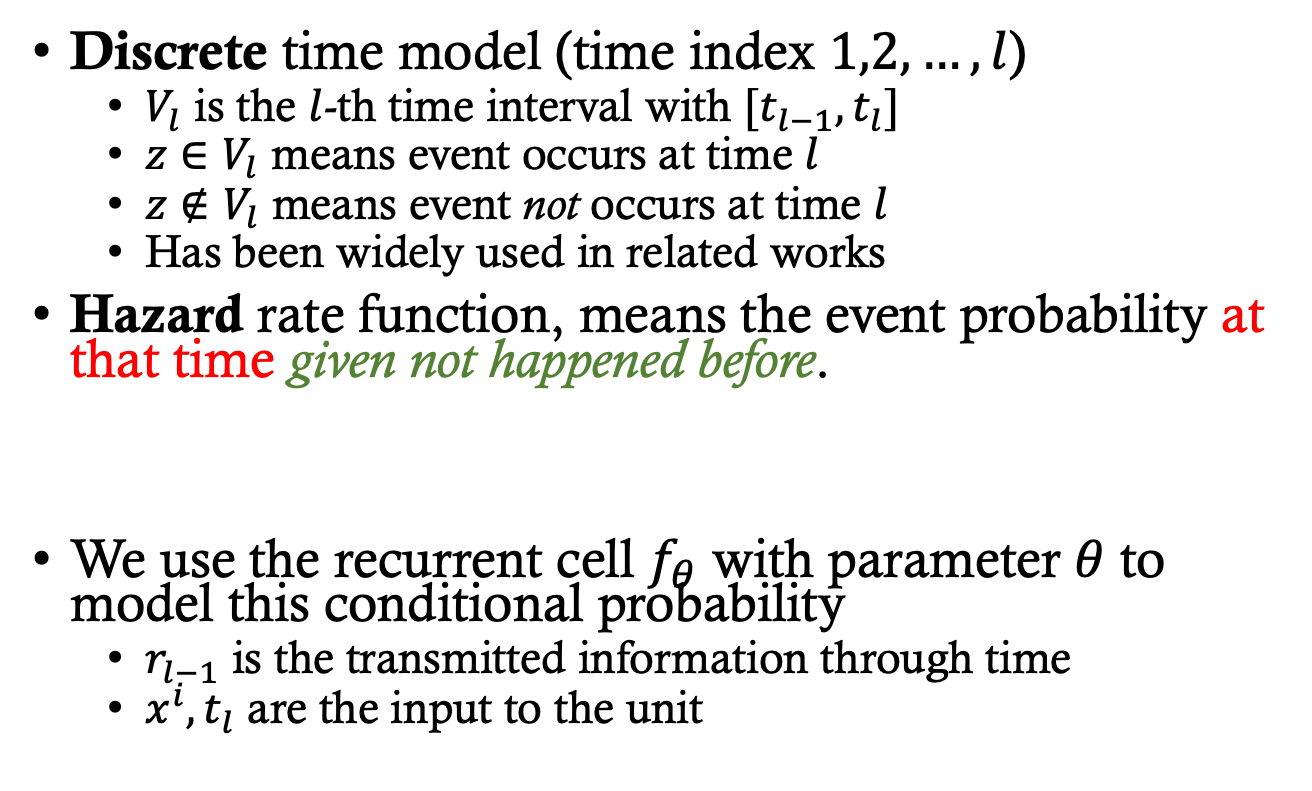 • Discrete time model (time index 1,2, … , l)
• V_l is the l-th time interval with [t_{l−1}, t_l]
• z ∈ V_l means event occurs at time l
• z ∉ V_l means event not occurs at time l
• Has been widely used in related works
• Hazard rate function, means the event probability at
that time given not happened before.
• We use the recurrent cell f_θ with parameter θ to
model this conditional probability
• r_{l−1} is the transmitted information through time
• x^i, t_l are the input to the unit